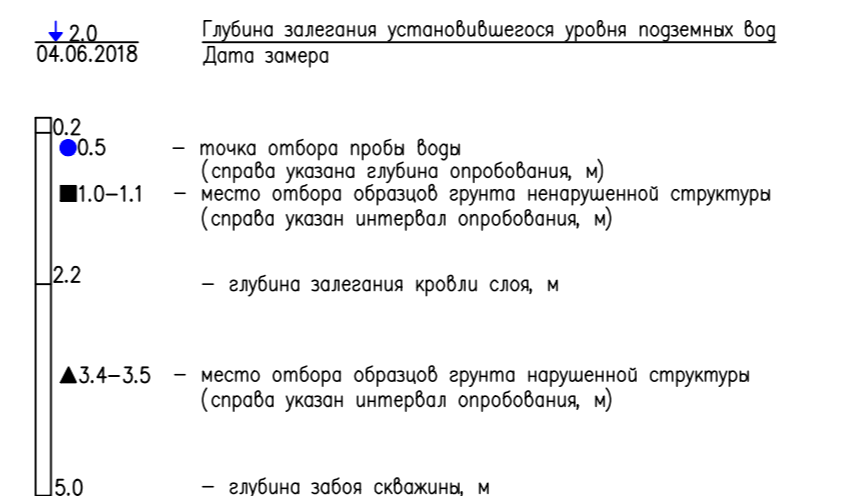 2.0 Глубина залегания установившегося уровня подземных вод
04.06.2018 Дата замера
0.2
0.5 – точка отбора пробы воды
(справа указана глубина опробования, м)
1.0–1.1 – место отбора образцов грунта ненарушенной структуры
(справа указан интервал опробования, м)
2.2 – глубина залегания кровли слоя, м
3.4–3.5 – место отбора образцов грунта нарушенной структуры
(справа указан интервал опробования, м)
5.0 – глубина забоя скважины, м